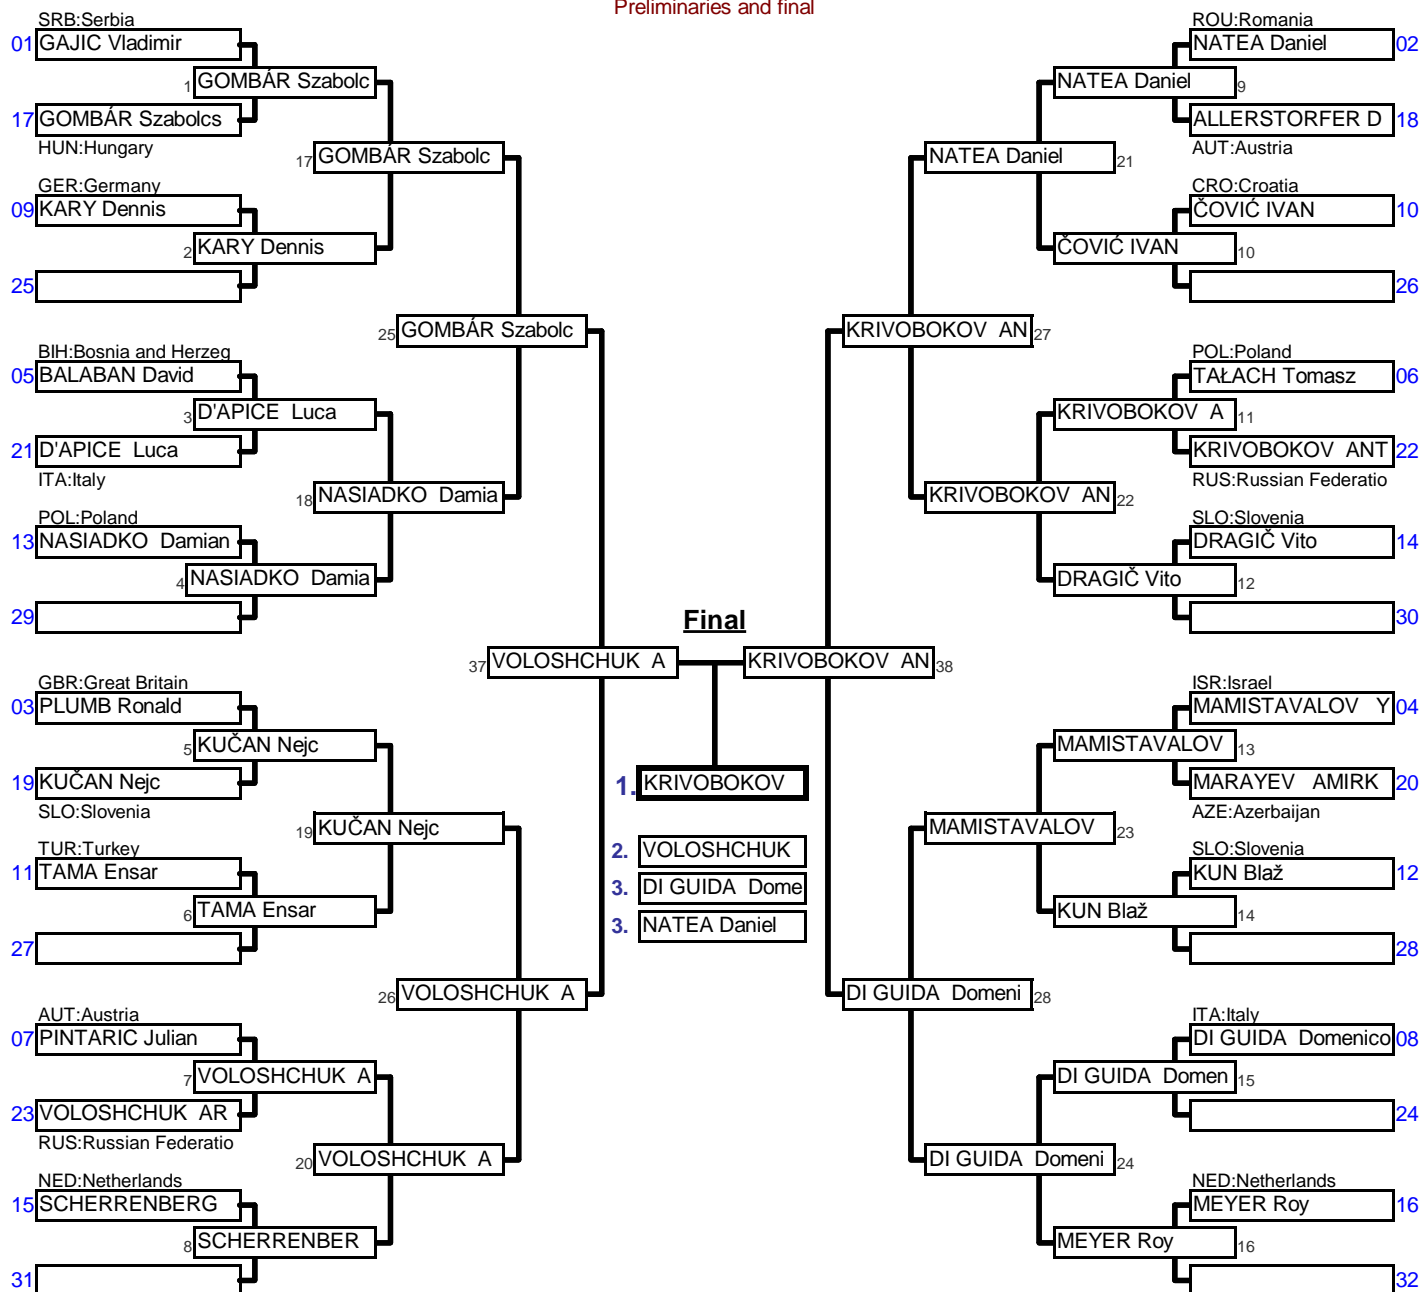 Preliminaries and final
SRB:Serbia
01 GAJIC Vladimir
1 GOMBÁR Szabolc
17 GOMBÁR Szabolcs
HUN:Hungary
17 GOMBÁR Szabolc
GER:Germany
09 KARY Dennis
2 KARY Dennis
25
25 GOMBÁR Szabolc
BIH:Bosnia and Herzeg
05 BALABAN David
3 D'APICE Luca
21 D'APICE Luca
ITA:Italy
18 NASIADKO Damia
POL:Poland
13 NASIADKO Damian
4 NASIADKO Damia
29
37 VOLOSHCHUK A
GBR:Great Britain
03 PLUMB Ronald
5 KUČAN Nejc
19 KUČAN Nejc
SLO:Slovenia
19 KUČAN Nejc
TUR:Turkey
11 TAMA Ensar
6 TAMA Ensar
27
26 VOLOSHCHUK A
AUT:Austria
07 PINTARIC Julian
7 VOLOSHCHUK A
23 VOLOSHCHUK AR
RUS:Russian Federatio
20 VOLOSHCHUK A
NED:Netherlands
15 SCHERRENBERG
8 SCHERRENBER
31
Final
1. KRIVOBOKOV
2. VOLOSHCHUK
3. DI GUIDA Dome
3. NATEA Daniel
ROU:Romania
NATEA Daniel 02
NATEA Daniel 9
ALLERSTORFER D 18
AUT:Austria
NATEA Daniel 21
CRO:Croatia
ČOVIĆ IVAN 10
ČOVIĆ IVAN 10
26
KRIVOBOKOV AN 27
POL:Poland
TAŁACH Tomasz 06
KRIVOBOKOV A 11
KRIVOBOKOV ANT 22
RUS:Russian Federatio
KRIVOBOKOV AN 22
SLO:Slovenia
DRAGIČ Vito 14
DRAGIČ Vito 12
30
KRIVOBOKOV AN 38
ISR:Israel
MAMISTAVALOV Y 04
MAMISTAVALOV 13
MARAYEV AMIRK 20
AZE:Azerbaijan
MAMISTAVALOV 23
SLO:Slovenia
KUN Blaž 12
KUN Blaž 14
28
DI GUIDA Domeni 28
ITA:Italy
DI GUIDA Domenico 08
DI GUIDA Domen 15
24
DI GUIDA Domeni 24
NED:Netherlands
MEYER Roy 16
MEYER Roy 16
32